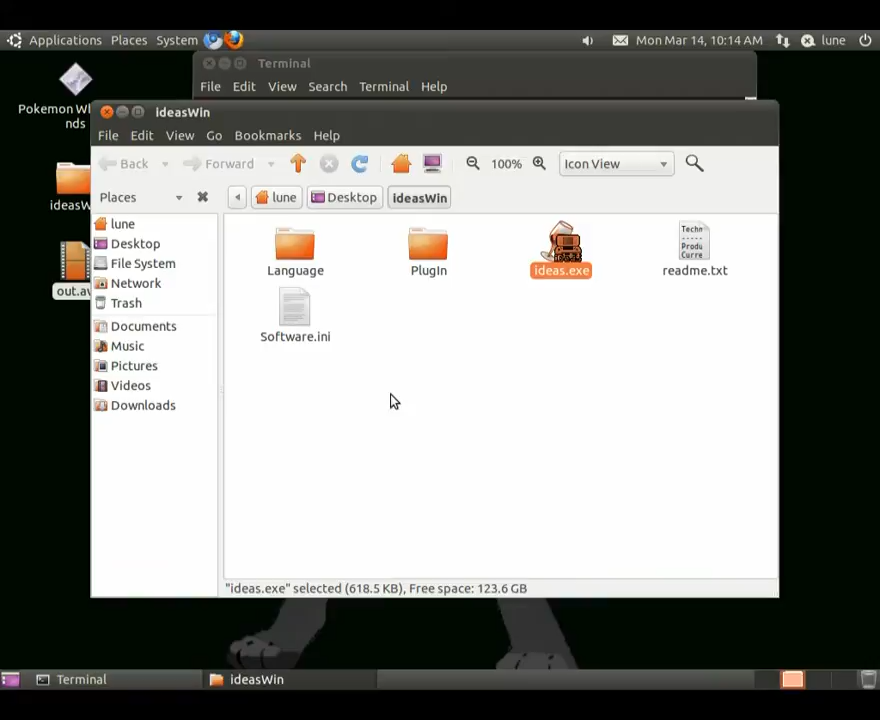 Applications Places System Mon Mar 14, 10:14 AM lune
Terminal
File Edit View Search Terminal Help
Pokemon
nds
ideasWin
File Edit View Go Bookmarks Help
Back Forward 100% Icon View
Places lune Desktop ideasWin
lune
Desktop
File System
Network
Trash
Documents
Music
Pictures
Videos
Downloads
Language PlugIn ideas.exe readme.txt
Techn
Produ
Curre
Software.ini
ideasW
out.av
"ideas.exe" selected (618.5 KB), Free space: 123.6 GB
Terminal ideasWin